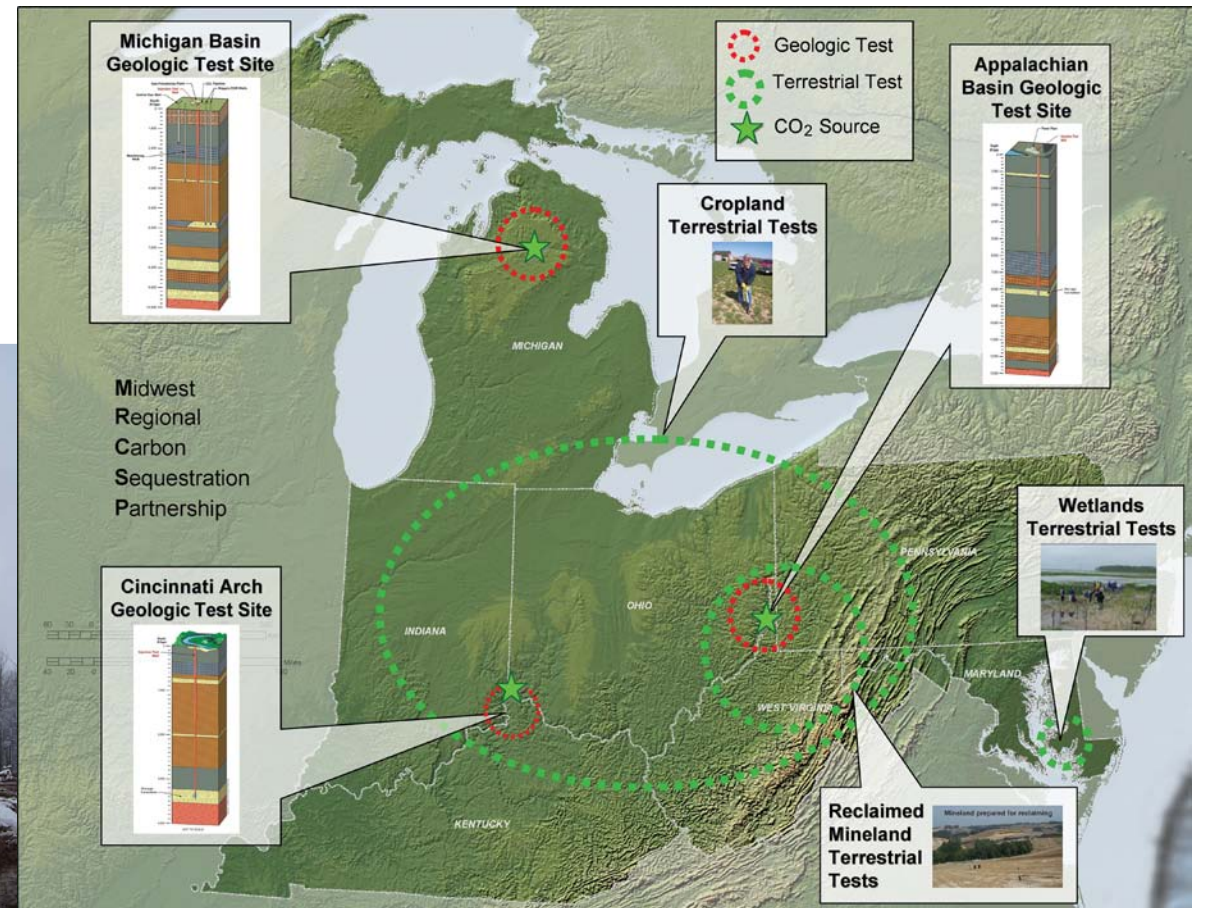 Michigan Basin
Geologic Test Site
Geologic Test
Terrestrial Test
CO₂ Source
Appalachian
Basin Geologic
Test Site
Cropland
Terrestrial Tests
MICHIGAN
Midwest
Regional
Carbon
Sequestration
Partnership
Wetlands
Terrestrial Tests
PENNSYLVANIA
Cincinnati Arch
Geologic Test Site
OHIO
INDIANA
MARYLAND
WEST VIRGINIA
KENTUCKY
Reclaimed
Mineland
Terrestrial
Tests
Mineland prepared for reclaiming